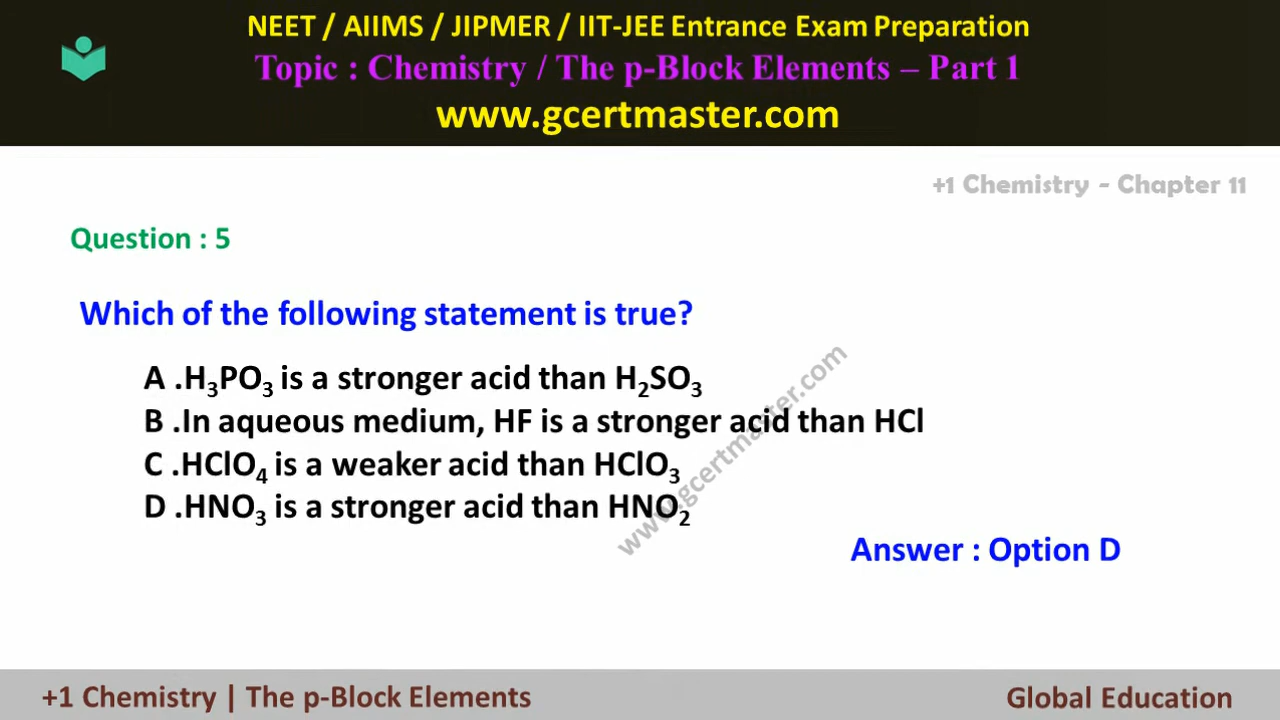 NEET / AIIMS / JIPMER / IIT-JEE Entrance Exam Preparation
Topic : Chemistry / The p-Block Elements – Part 1
www.gcertmaster.com
+1 Chemistry - Chapter 11
Question : 5
Which of the following statement is true?
A .H₃PO₃ is a stronger acid than H₂SO₃
B .In aqueous medium, HF is a stronger acid than HCl
C .HClO₄ is a weaker acid than HClO₃
D .HNO₃ is a stronger acid than HNO₂
www.gcertmaster.com
Answer : Option D
+1 Chemistry | The p-Block Elements
Global Education